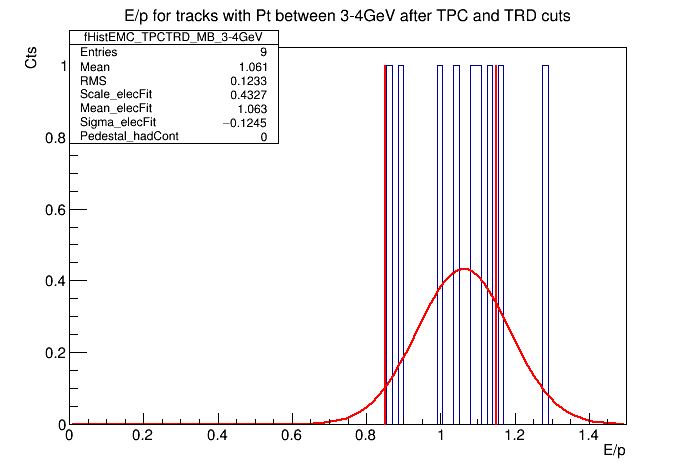 E/p for tracks with Pt between 3-4GeV after TPC and TRD cuts
Cts
fHistEMC_TPCTRD_MB_3-4GeV
Entries 9
Mean 1.061
RMS 0.1233
Scale_elecFit 0.4327
Mean_elecFit 1.063
Sigma_elecFit −0.1245
Pedestal_hadCont 0
1
0.8
0.6
0.4
0.2
0
0 0.2 0.4 0.6 0.8 1 1.2 1.4
E/p